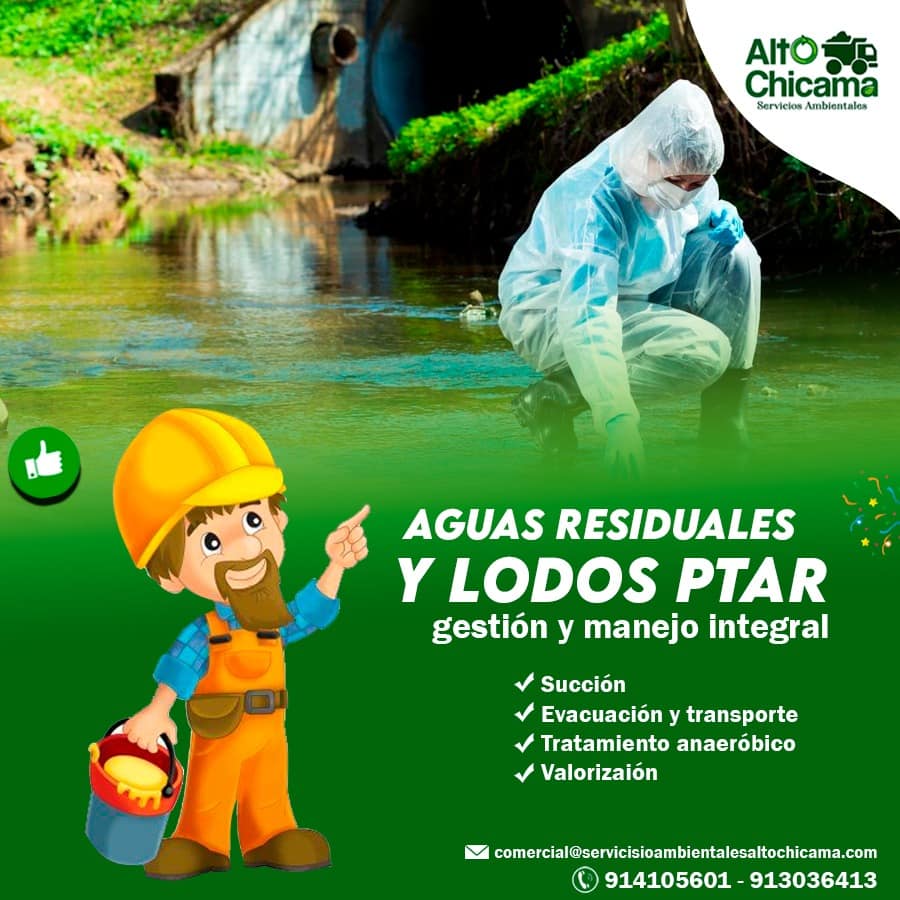 Alto
Chicama
Servicios Ambientales
AGUAS RESIDUALES
Y LODOS PTAR
gestión y manejo integral
Succión
Evacuación y transporte
Tratamiento anaeróbico
Valorizaión
comercial@servicisioambientalesaltochicama.com
914105601 - 913036413